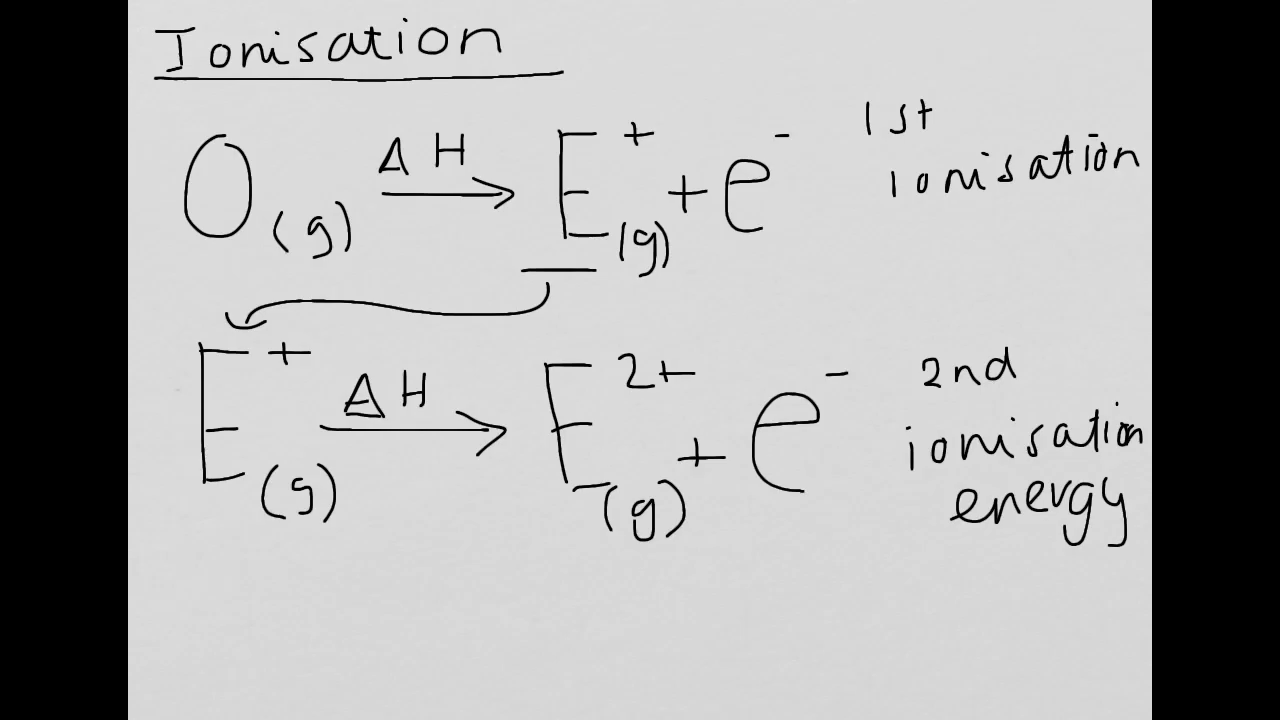 Ionisation
O(g) ΔH → E⁺(g) + e⁻ 1st
ionisation
E⁺(g) ΔH → E²⁺(g) + e⁻ 2nd
ionisation
energy